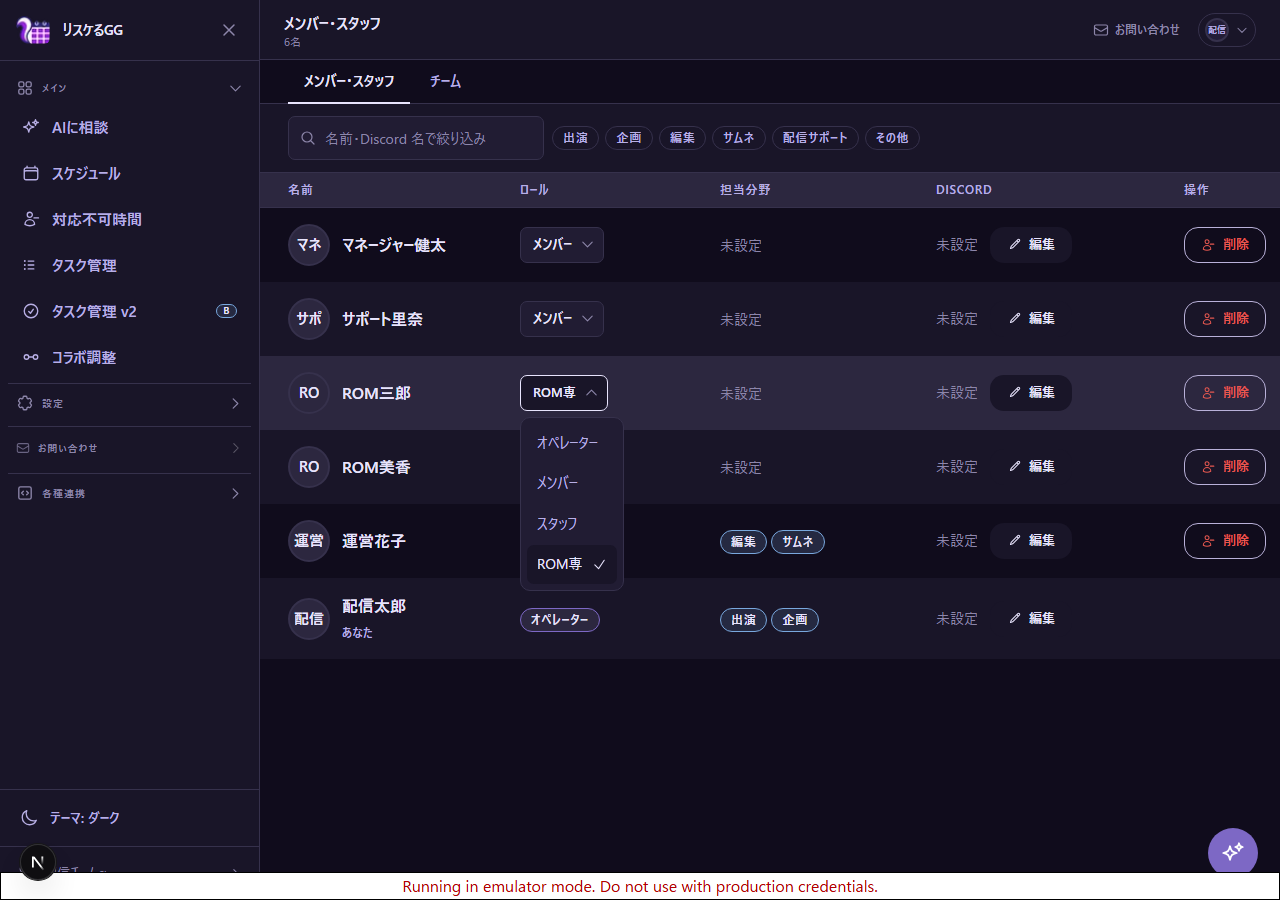 リスケるGG
メンバー・スタッフ
6名
お問い合わせ
配信
メイン
AIに相談
スケジュール
対応不可時間
タスク管理
タスク管理 v2
β
コラボ調整
設定
お問い合わせ
各種連携
テーマ: ダーク
N
メンバー・スタッフ
チーム
名前・Discord 名で絞り込み
出演
企画
編集
サムネ
配信サポート
その他
名前
ロール
担当分野
DISCORD
操作
マネ
マネージャー健太
メンバー
未設定
未設定
編集
削除
サポ
サポート里奈
メンバー
未設定
未設定
編集
削除
RO
ROM三郎
ROM専
未設定
未設定
編集
削除
オペレーター
メンバー
スタッフ
ROM専
RO
ROM美香
未設定
未設定
編集
削除
運営
運営花子
編集
サムネ
未設定
編集
削除
配信
配信太郎
あなた
オペレーター
出演
企画
未設定
編集
Running in emulator mode. Do not use with production credentials.